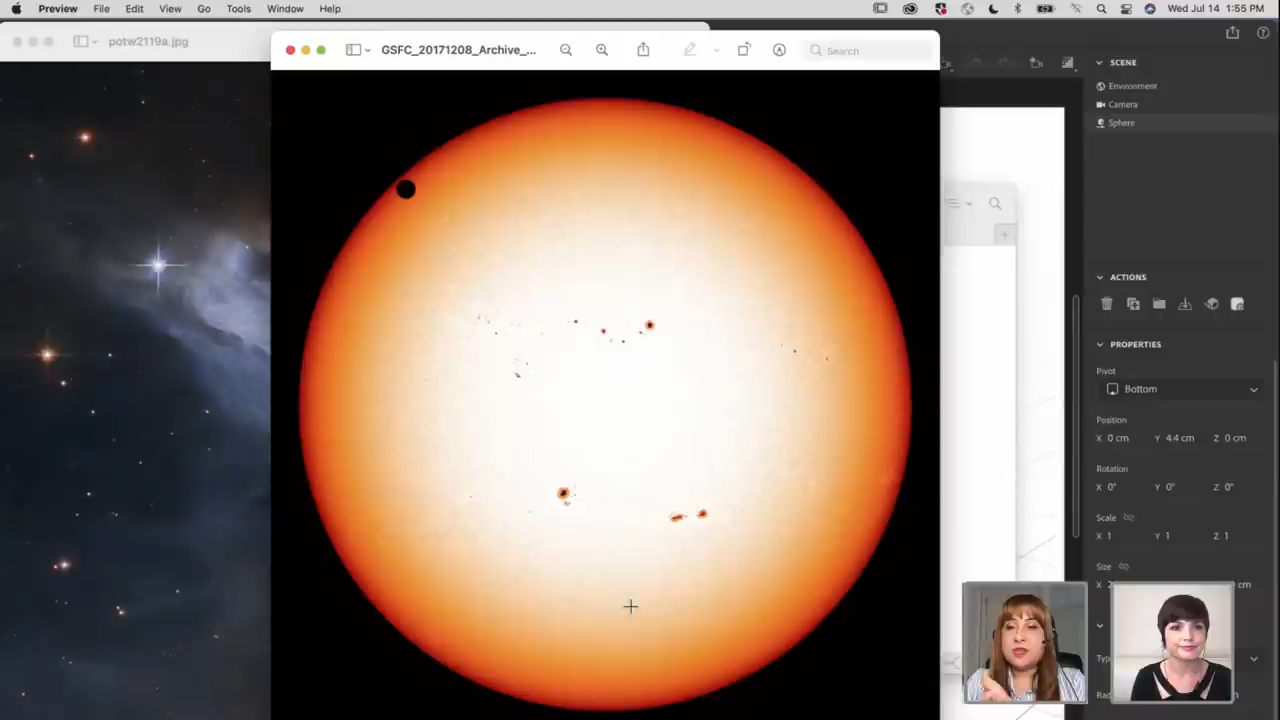 Preview File Edit View Go Tools Window Help Wed Jul 14 1:55 PM
potw2119a.jpg
GSFC_20171208_Archive_... Search
SCENE
Environment
Camera
Sphere
ACTIONS
PROPERTIES
Pivot
Bottom
Position
X 0 cm Y 4.4 cm Z 0 cm
Rotation
X 0° Y 0° Z 0°
Scale
X 1 Y 1 Z 1
Size
X 2 cm